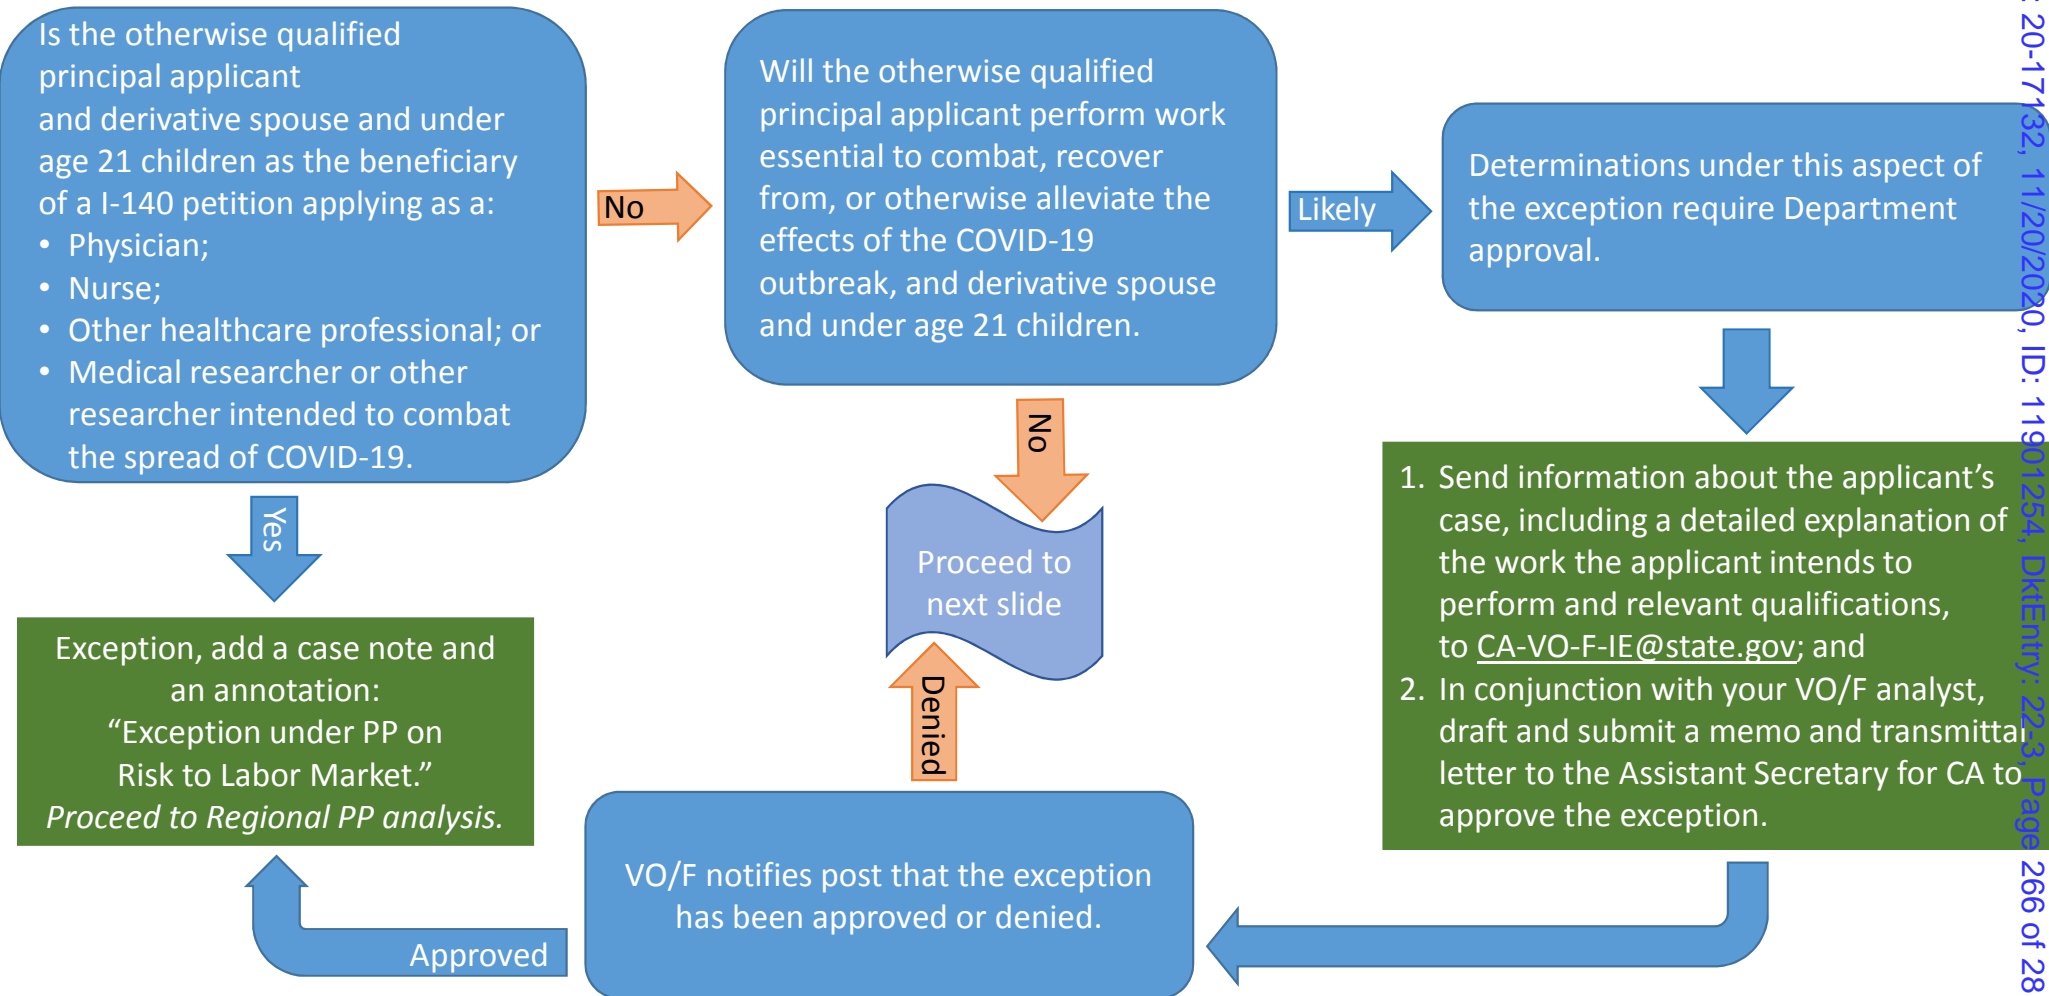 Is the otherwise qualified
principal applicant
and derivative spouse and under
age 21 children as the beneficiary
of a I-140 petition applying as a:
• Physician;
• Nurse;
• Other healthcare professional; or
• Medical researcher or other
researcher intended to combat
the spread of COVID-19.
No
Will the otherwise qualified
principal applicant perform work
essential to combat, recover
from, or otherwise alleviate the
effects of the COVID-19
outbreak, and derivative spouse
and under age 21 children.
Likely
Determinations under this aspect of
the exception require Department
approval.
Yes
No
Proceed to
next slide
Exception, add a case note and
an annotation:
“Exception under PP on
Risk to Labor Market.”
Proceed to Regional PP analysis.
Denied
1. Send information about the applicant’s
case, including a detailed explanation of
the work the applicant intends to
perform and relevant qualifications,
to CA-VO-F-IE@state.gov; and
2. In conjunction with your VO/F analyst,
draft and submit a memo and transmittal
letter to the Assistant Secretary for CA to
approve the exception.
VO/F notifies post that the exception
has been approved or denied.
Approved
: 20-17132, 11/20/2020, ID: 11901254, DktEntry: 22-3, Page 266 of 28